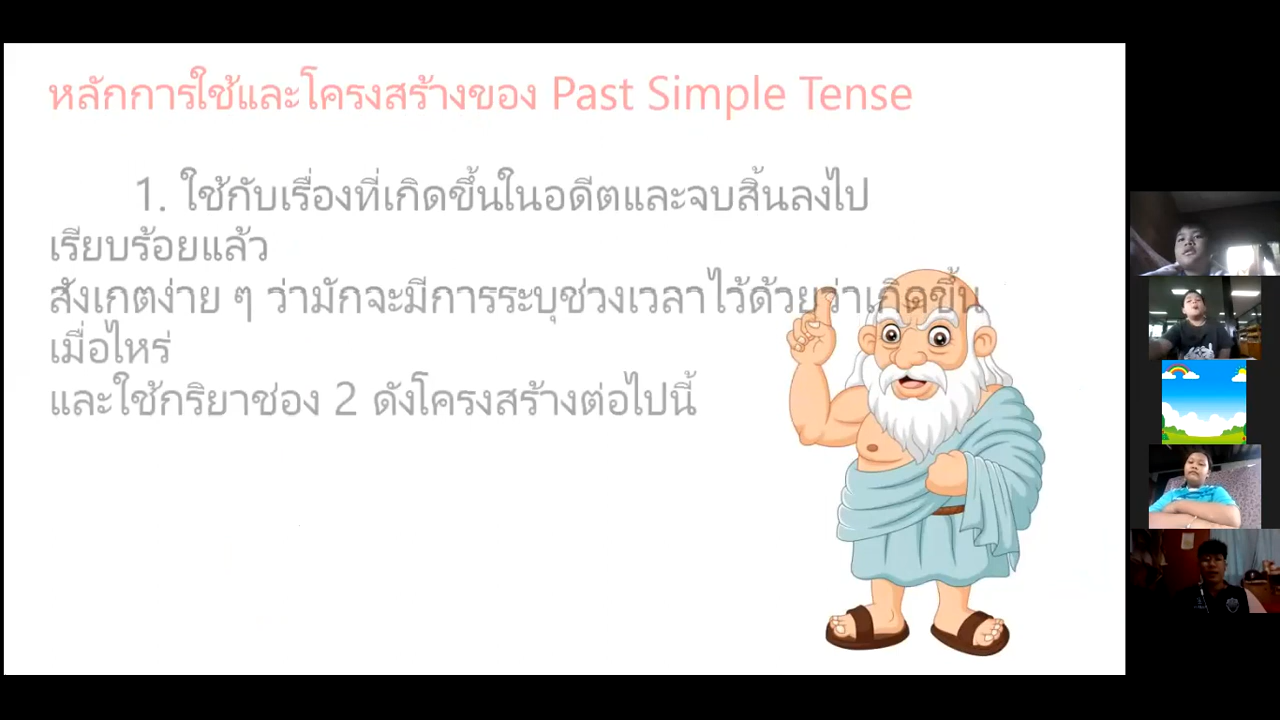 หลักการใช้และโครงสร้างของ Past Simple Tense
1. ใช้กับเรื่องที่เกิดขึ้นในอดีตและจบสิ้นลงไป
เรียบร้อยแล้ว
สังเกตง่าย ๆ ว่ามักจะมีการระบุช่วงเวลาไว้ด้วยว่าเกิดขึ้น
เมื่อไหร่
และใช้กริยาช่อง 2 ดังโครงสร้างต่อไปนี้